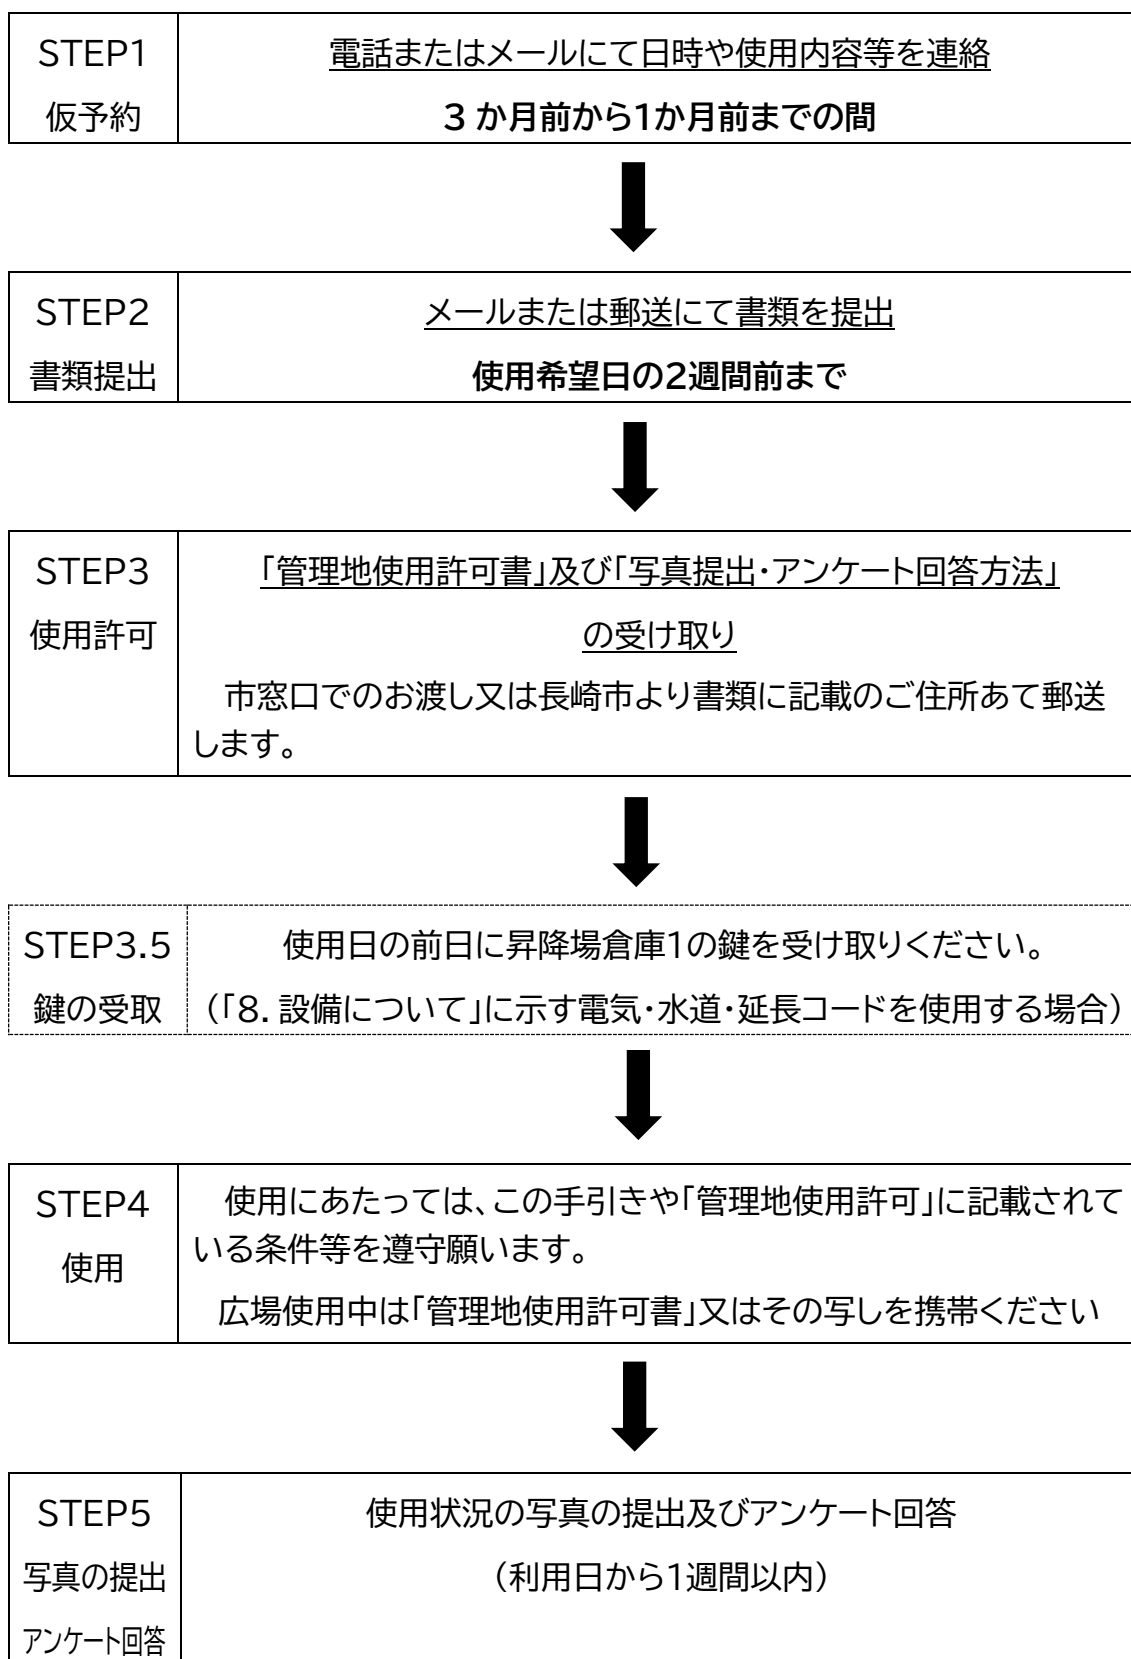 STEP1
仮予約
電話またはメールにて日時や使用内容等を連絡
3 か月前から1か月前までの間
STEP2
書類提出
メールまたは郵送にて書類を提出
使用希望日の2週間前まで
STEP3
使用許可
「管理地使用許可書」及び「写真提出・アンケート回答方法」
の受け取り
市窓口でのお渡し又は長崎市より書類に記載のご住所あて郵送
します。
STEP3.5
鍵の受取
使用日の前日に昇降場倉庫1の鍵を受け取りください。
（「8. 設備について」に示す電気・水道・延長コードを使用する場合）
STEP4
使用
使用にあたっては、この手引きや「管理地使用許可」に記載されて
いる条件等を遵守願います。
広場使用中は「管理地使用許可書」又はその写しを携帯ください
STEP5
写真の提出
アンケート回答
使用状況の写真の提出及びアンケート回答
（利用日から1週間以内）